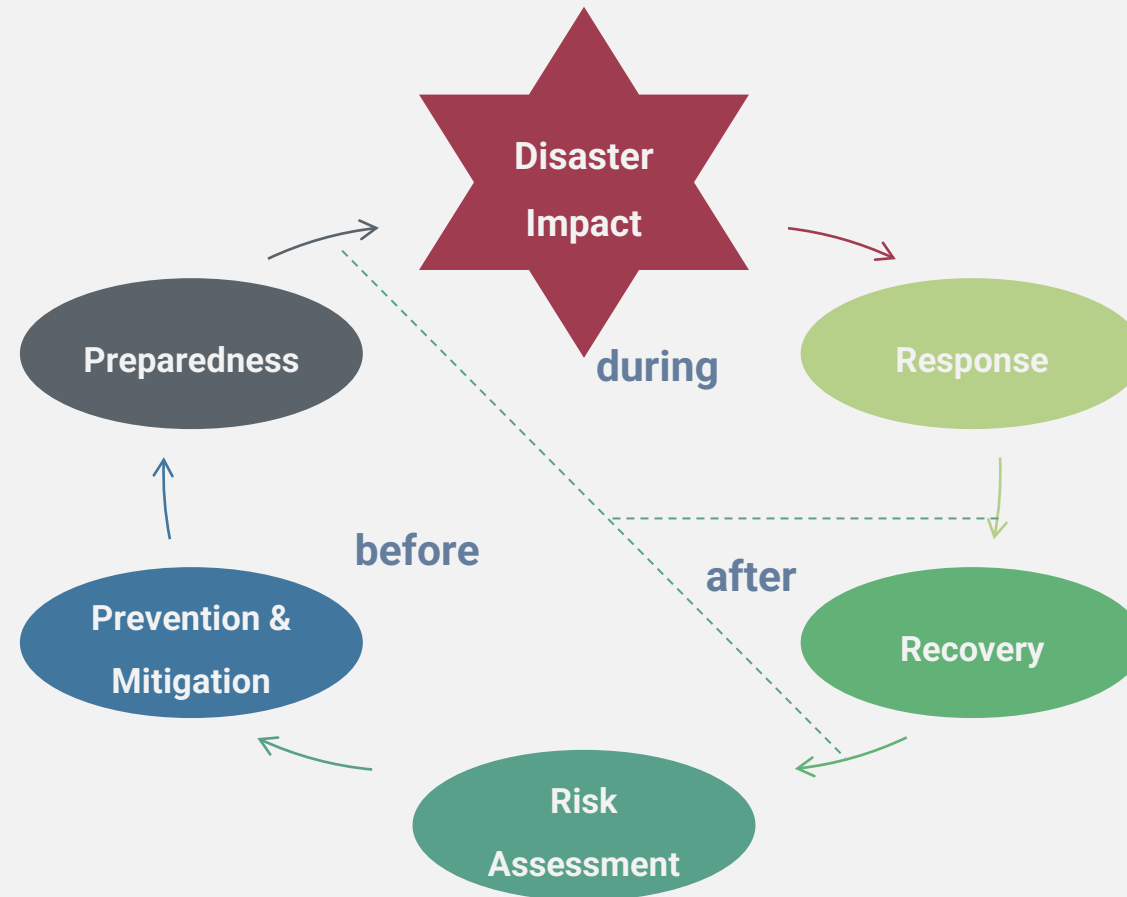 Disaster
Impact
during
Response
Preparedness
before
after
Prevention &
Mitigation
Recovery
Risk
Assessment